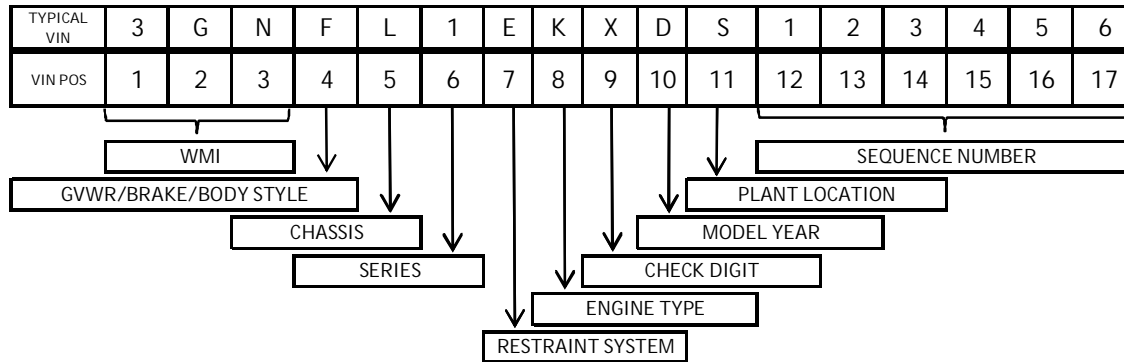 TYPICAL VIN 3 G N F L 1 E K X D S 1 2 3 4 5 6
VIN POS 1 2 3 4 5 6 7 8 9 10 11 12 13 14 15 16 17
WMI SEQUENCE NUMBER
GVWR/BRAKE/BODY STYLE PLANT LOCATION
CHASSIS MODEL YEAR
SERIES CHECK DIGIT
ENGINE TYPE
RESTRAINT SYSTEM